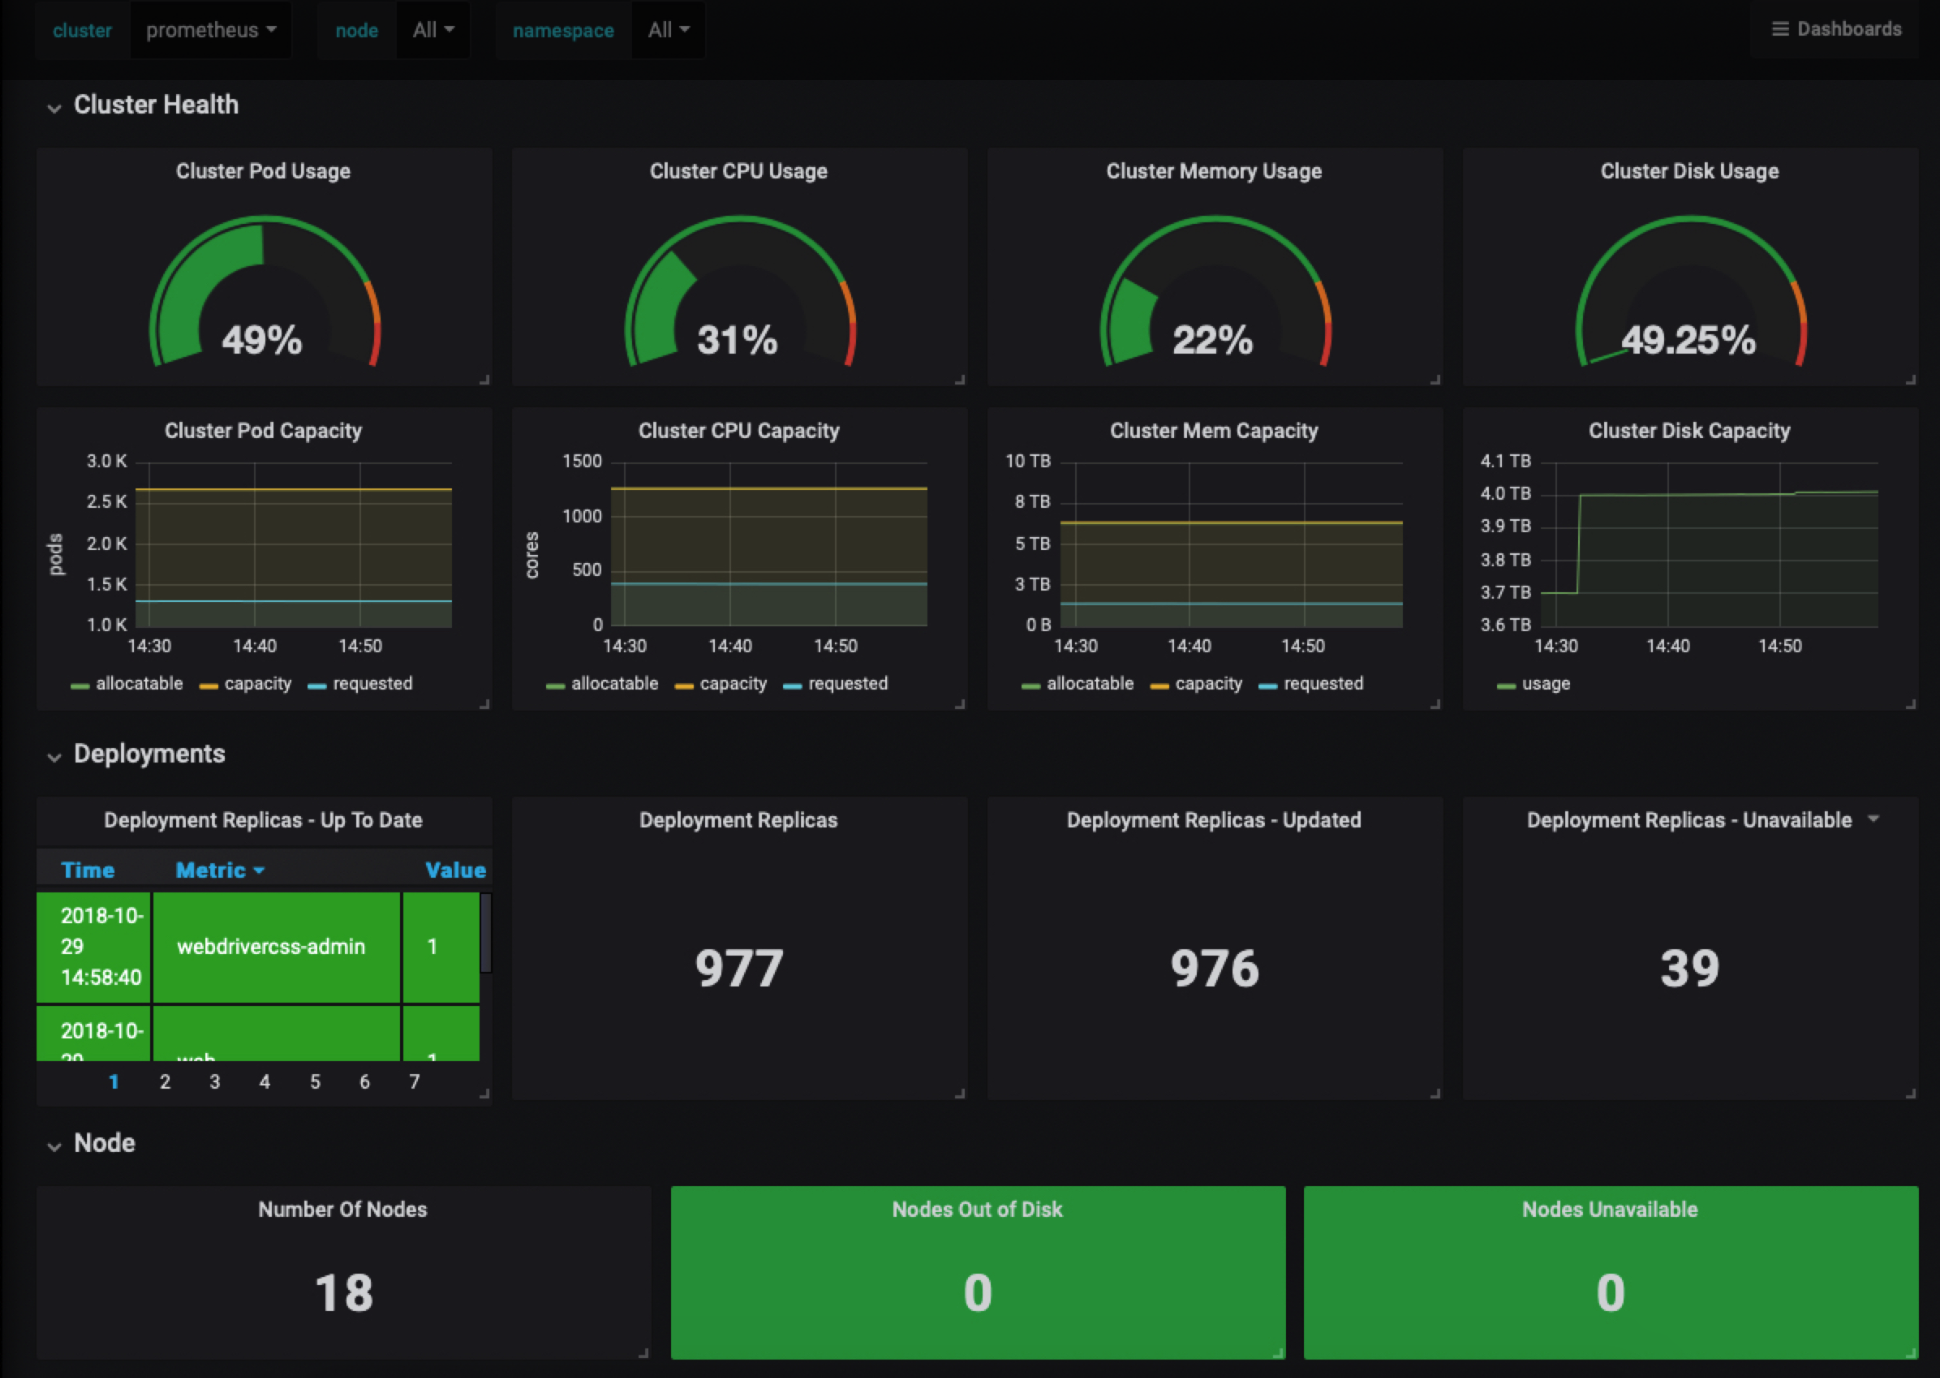 cluster prometheus node All namespace All Dashboards
Cluster Health
Cluster Pod Usage
49%
Cluster CPU Usage
31%
Cluster Memory Usage
22%
Cluster Disk Usage
49.25%
Cluster Pod Capacity
3.0 K
2.5 K
2.0 K
1.5 K
1.0 K
pods
14:30 14:40 14:50
allocatable capacity requested
Cluster CPU Capacity
1500
1000
500
0
cores
14:30 14:40 14:50
allocatable capacity requested
Cluster Mem Capacity
10 TB
8 TB
5 TB
3 TB
0 B
14:30 14:40 14:50
allocatable capacity requested
Cluster Disk Capacity
4.1 TB
4.0 TB
3.9 TB
3.8 TB
3.7 TB
3.6 TB
14:30 14:40 14:50
usage
Deployments
Deployment Replicas - Up To Date
Time Metric Value
2018-10-
29
14:58:40
webdrivercss-admin
1
2018-10-
29
web
1
1 2 3 4 5 6 7
Deployment Replicas
977
Deployment Replicas - Updated
976
Deployment Replicas - Unavailable
39
Node
Number Of Nodes
18
Nodes Out of Disk
0
Nodes Unavailable
0